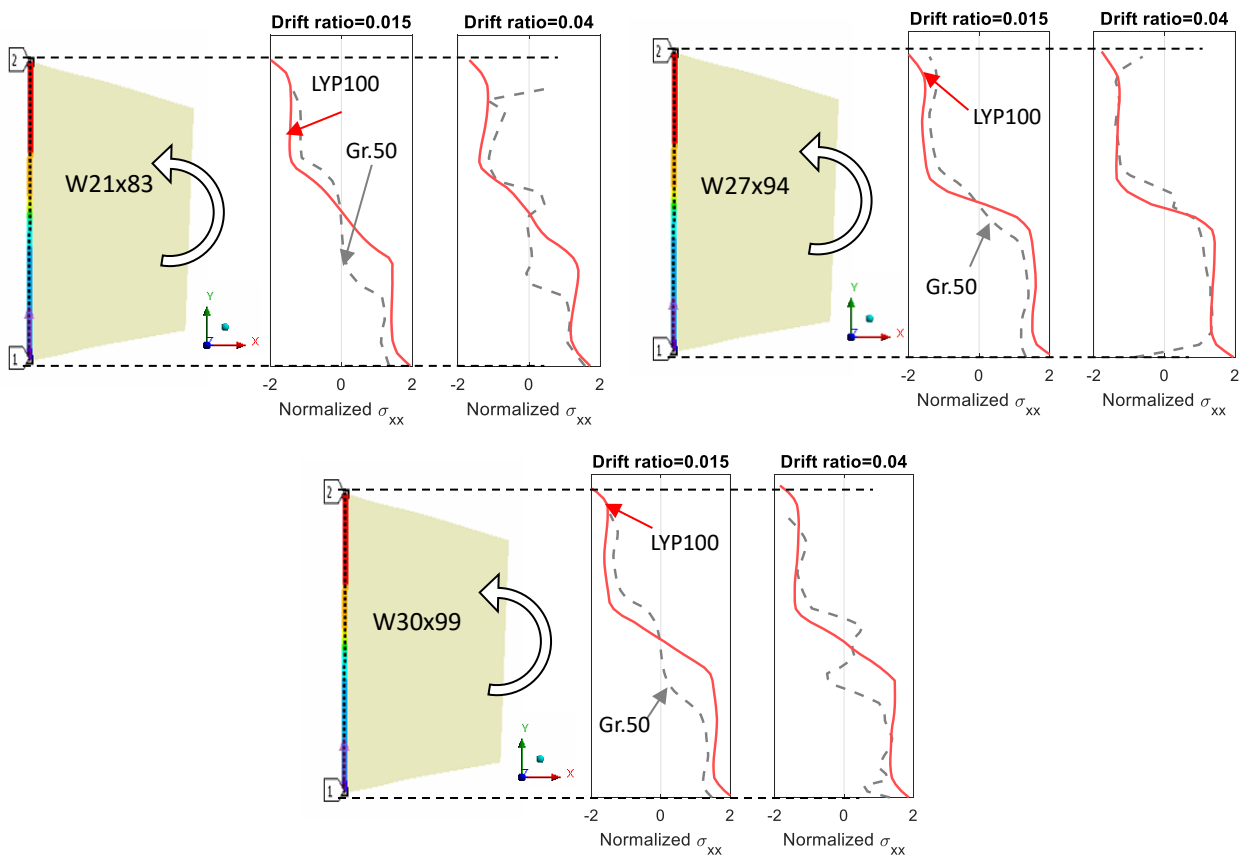 Drift ratio=0.015
Drift ratio=0.04
2
LYP100
Gr.50
W21x83
Y
Z
X
1
-2 0 2
-2 0 2
Normalized σxx
Normalized σxx
Drift ratio=0.015
Drift ratio=0.04
2
LYP100
W27x94
Gr.50
Y
Z
X
1
-2 0 2
-2 0 2
Normalized σxx
Normalized σxx
Drift ratio=0.015
Drift ratio=0.04
2
LYP100
W30x99
Gr.50
Y
Z
X
1
-2 0 2
-2 0 2
Normalized σxx
Normalized σxx